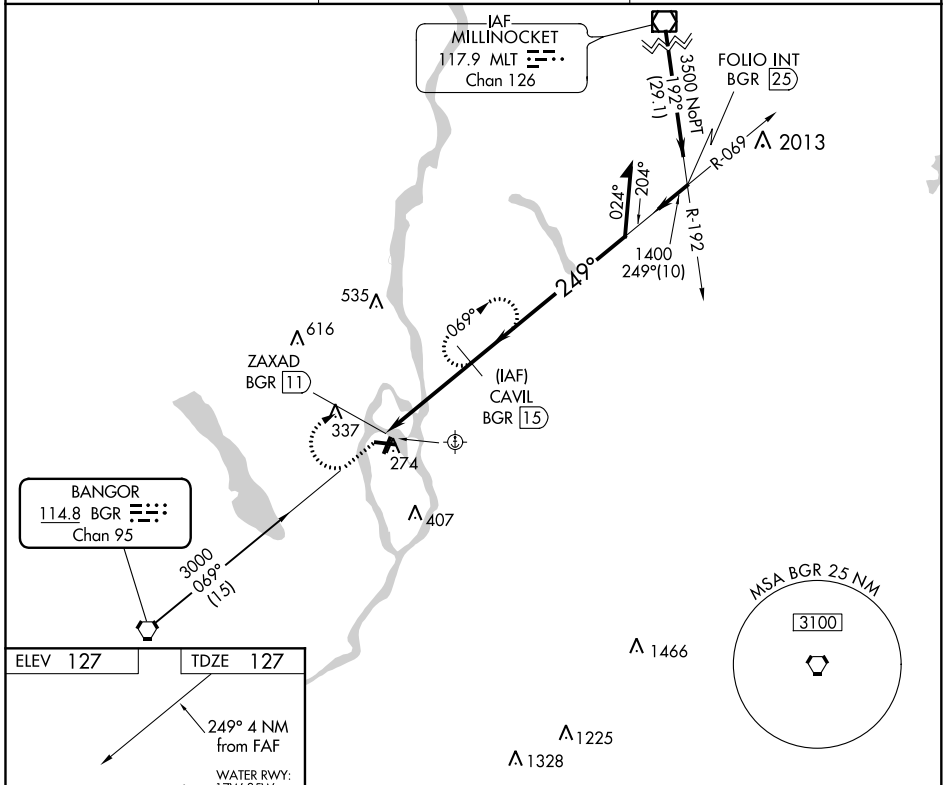 IAF
MILLINOCKET
117.9 MLT
Chan 126
3500 NoPT
192°
(29.1)
FOLIO INT
BGR 25
R-069
2013
024°
204°
R-192
1400
249°(10)
249°
535
616
069°
ZAXAD
BGR 11
(IAF)
CAVIL
BGR 15
337
274
BANGOR
114.8 BGR
Chan 95
407
3000
069°
(15)
MSA BGR 25 NM
3100
1466
ELEV 127
TDZE 127
249° 4 NM
from FAF
1225
1328
WATER RWY: